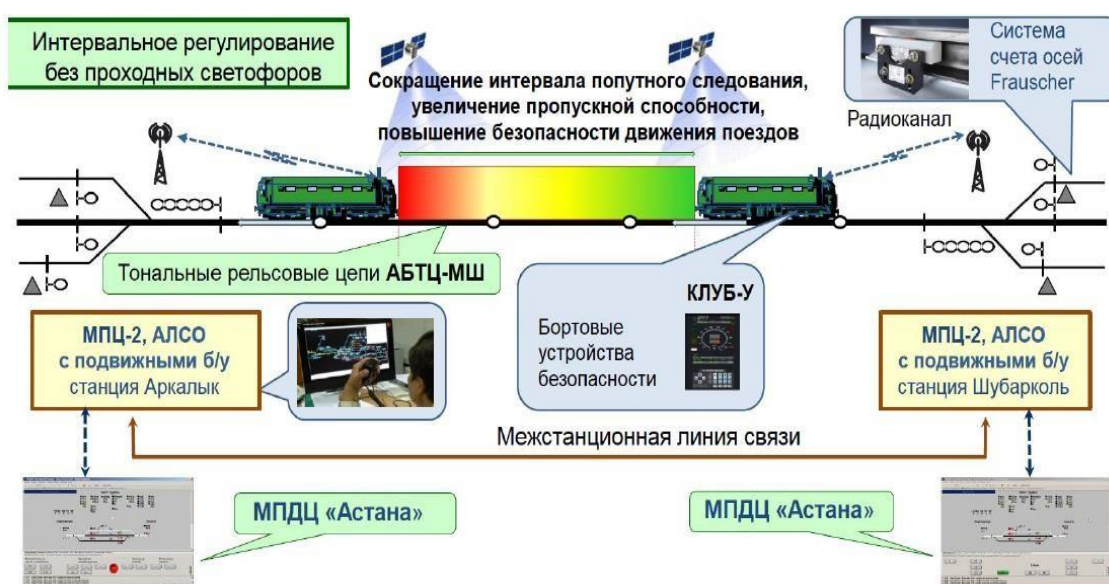 Интервальное регулирование
без проходных светофоров
Сокращение интервала попутного следования,
увеличение пропускной способности,
повышение безопасности движения поездов
Система
счета осей
Frauscher
Радиоканал
Тональные рельсовые цепи АБТЦ-МШ
КЛУБ-У
Бортовые
устройства
безопасности
МПЦ-2, АЛСО
с подвижными б/у
станция Аркалык
МПЦ-2, АЛСО
с подвижными б/у
станция Шубарколь
Межстанционная линия связи
МПДЦ «Астана»
МПДЦ «Астана»